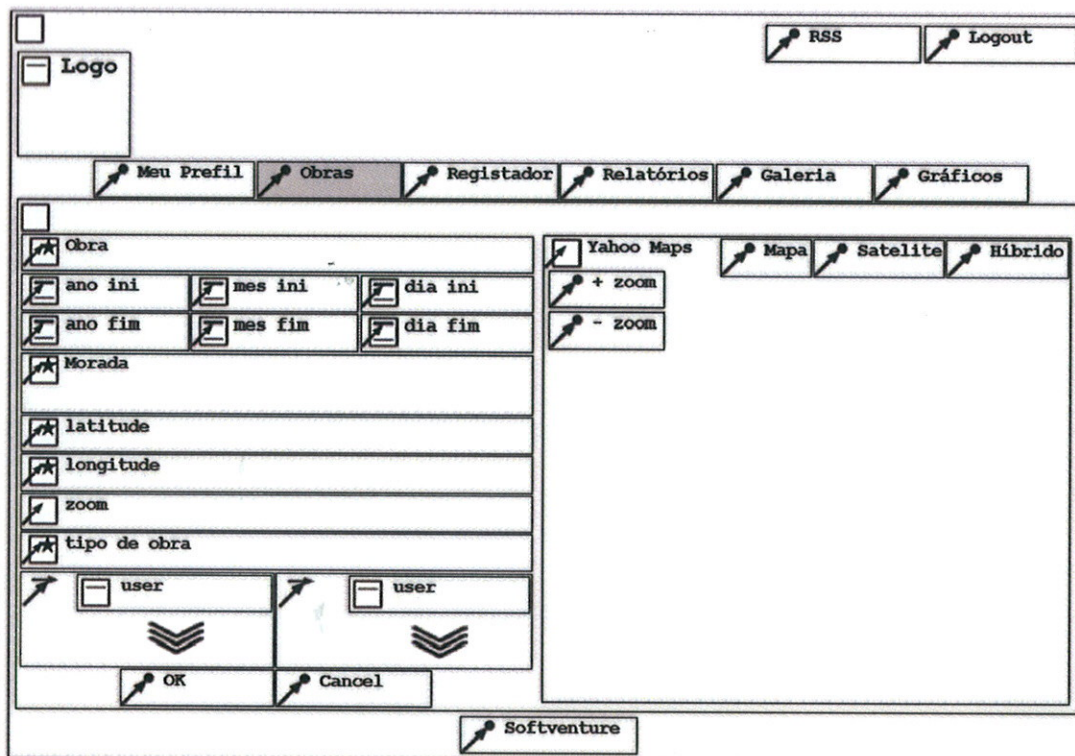 RSS
Logout
Logo
Meu Prefil
Obras
Registador
Relatórios
Galeria
Gráficos
Obra
ano ini
mes ini
dia ini
ano fim
mes fim
dia fim
Morada
latitude
longitude
zoom
tipo de obra
user
user
OK
Cancel
Yahoo Maps
Mapa
Satelite
Híbrido
+ zoom
- zoom
Softventure